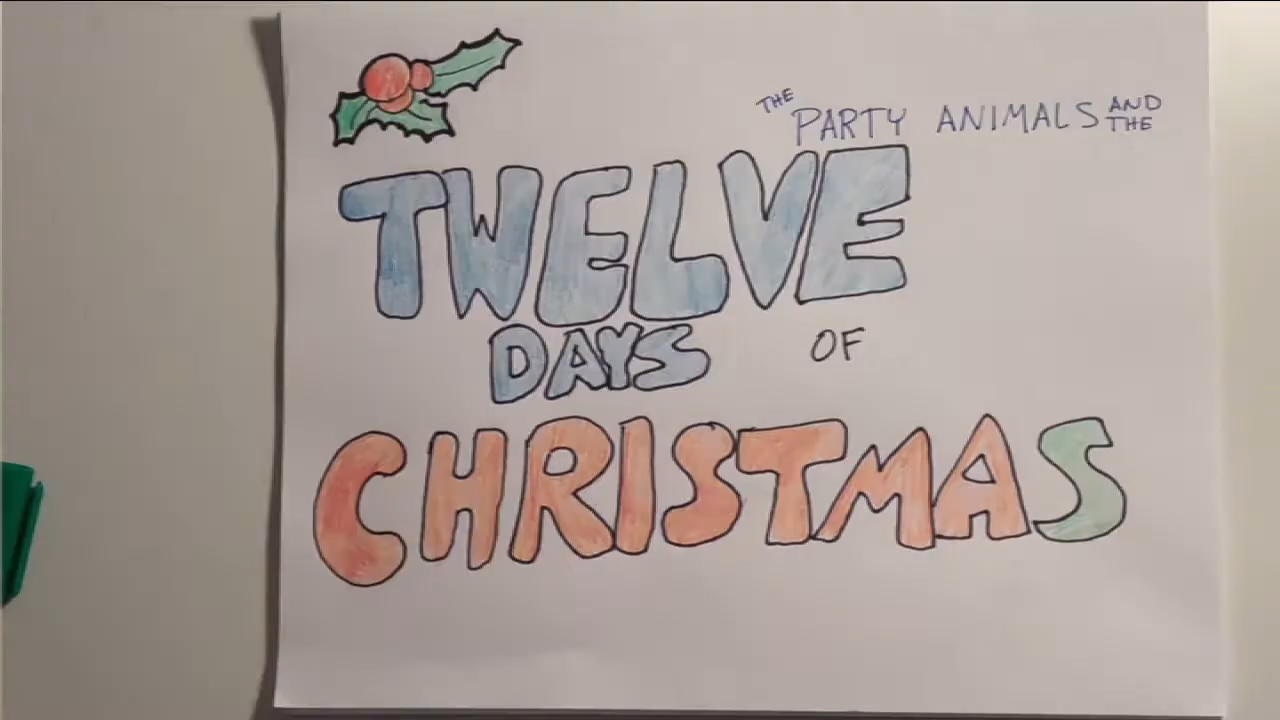 THE PARTY ANIMALS AND THE
TWELVE
DAYS OF
CHRISTMAS